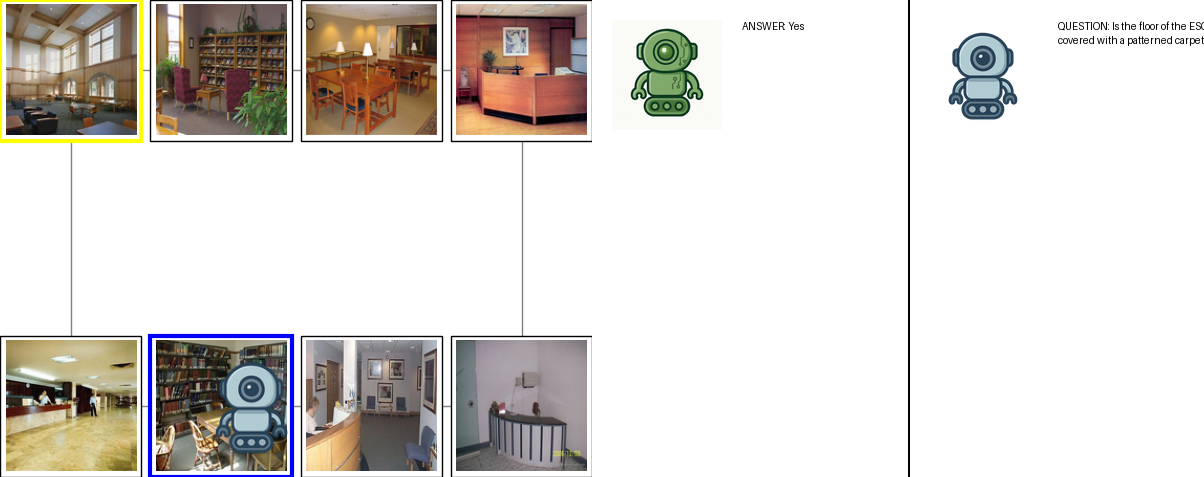 ANSWER: Yes
QUESTION: Is the floor of the ESC
covered with a patterned carpet